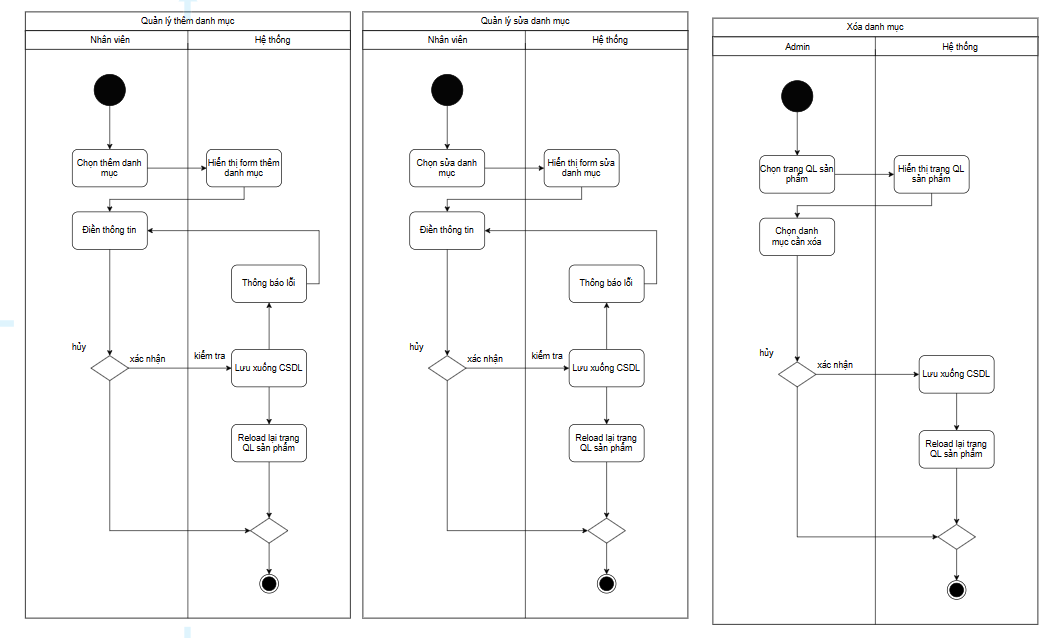 Quản lý thêm danh mục
Nhân viên
Hệ thống
Chọn thêm danh
mục
Hiển thị form thêm
danh mục
Điền thông tin
Thông báo lỗi
hủy
xác nhận
kiểm tra
Lưu xuống CSDL
Reload lại trang
QL sản phẩm
Quản lý sửa danh mục
Nhân viên
Hệ thống
Chọn sửa danh
mục
Hiển thị form sửa
danh mục
Điền thông tin
Thông báo lỗi
hủy
xác nhận
kiểm tra
Lưu xuống CSDL
Reload lại trang
QL sản phẩm
Xóa danh mục
Admin
Hệ thống
Chọn trang QL sản
phẩm
Hiển thị trang QL
sản phẩm
Chọn danh
mục cần xóa
hủy
xác nhận
Lưu xuống CSDL
Reload lại trang
QL sản phẩm